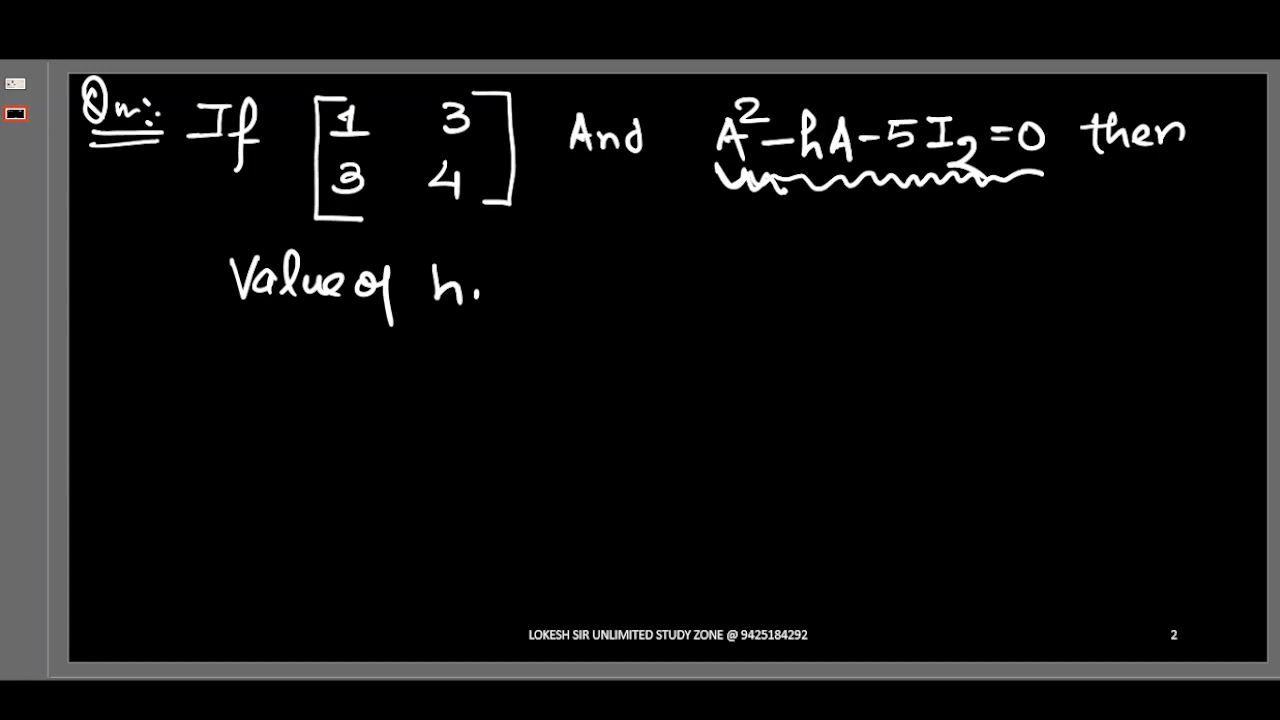 Qn:- If [1 3 3 4] And A² - hA - 5I₂ = 0 then
Value of h.
LOKESH SIR UNLIMITED STUDY ZONE @ 9425184292 2